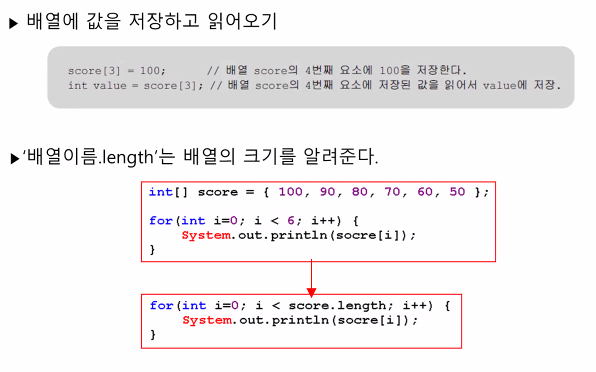 ▶ 배열에 값을 저장하고 읽어오기
score[3] = 100; // 배열 score의 4번째 요소에 100을 저장한다.
int value = score[3]; // 배열 score의 4번째 요소에 저장된 값을 읽어서 value에 저장.
▶‘배열이름.length’는 배열의 크기를 알려준다.
int[] score = { 100, 90, 80, 70, 60, 50 };
for(int i=0; i < 6; i++) {
System.out.println(socre[i]);
}
for(int i=0; i < score.length; i++) {
System.out.println(socre[i]);
}